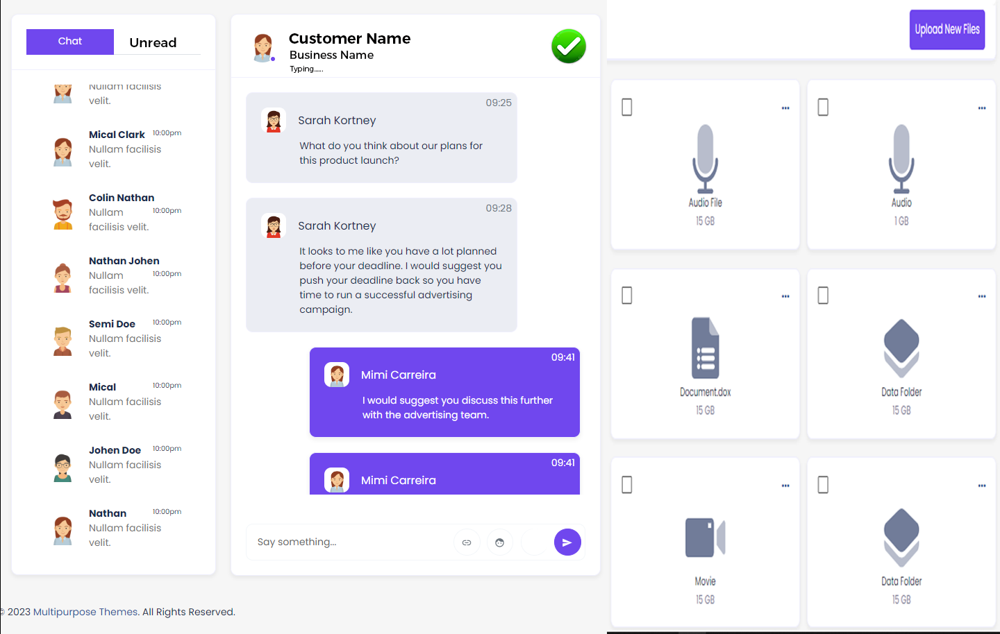 Chat
Unread
Nullam facilisis
velit.
Mical Clark 10:00pm
Nullam facilisis
velit.
Colin Nathan
Nullam 10:00pm
facilisis velit.
Nathan Johen
Nullam 10:00pm
facilisis velit.
Semi Doe 10:00pm
Nullam facilisis
velit.
Mical 10:00pm
Nullam facilisis
velit.
Johen Doe 10:00pm
Nullam facilisis
velit.
Nathan 10:00pm
Nullam facilisis
velit.
Customer Name
Business Name
Typing......
09:25
Sarah Kortney
What do you think about our plans for
this product launch?
09:28
Sarah Kortney
It looks to me like you have a lot planned
before your deadline. I would suggest you
push your deadline back so you have
time to run a successful advertising
campaign.
09:41
Mimi Carreira
I would suggest you discuss this further
with the advertising team.
09:41
Mimi Carreira
Say something...
Upload New Files
Audio File
15 GB
Audio
1 GB
Document.dox
15 GB
Data Folder
15 GB
Movie
15 GB
Data Folder
15 GB
© 2023 Multipurpose Themes. All Rights Reserved.